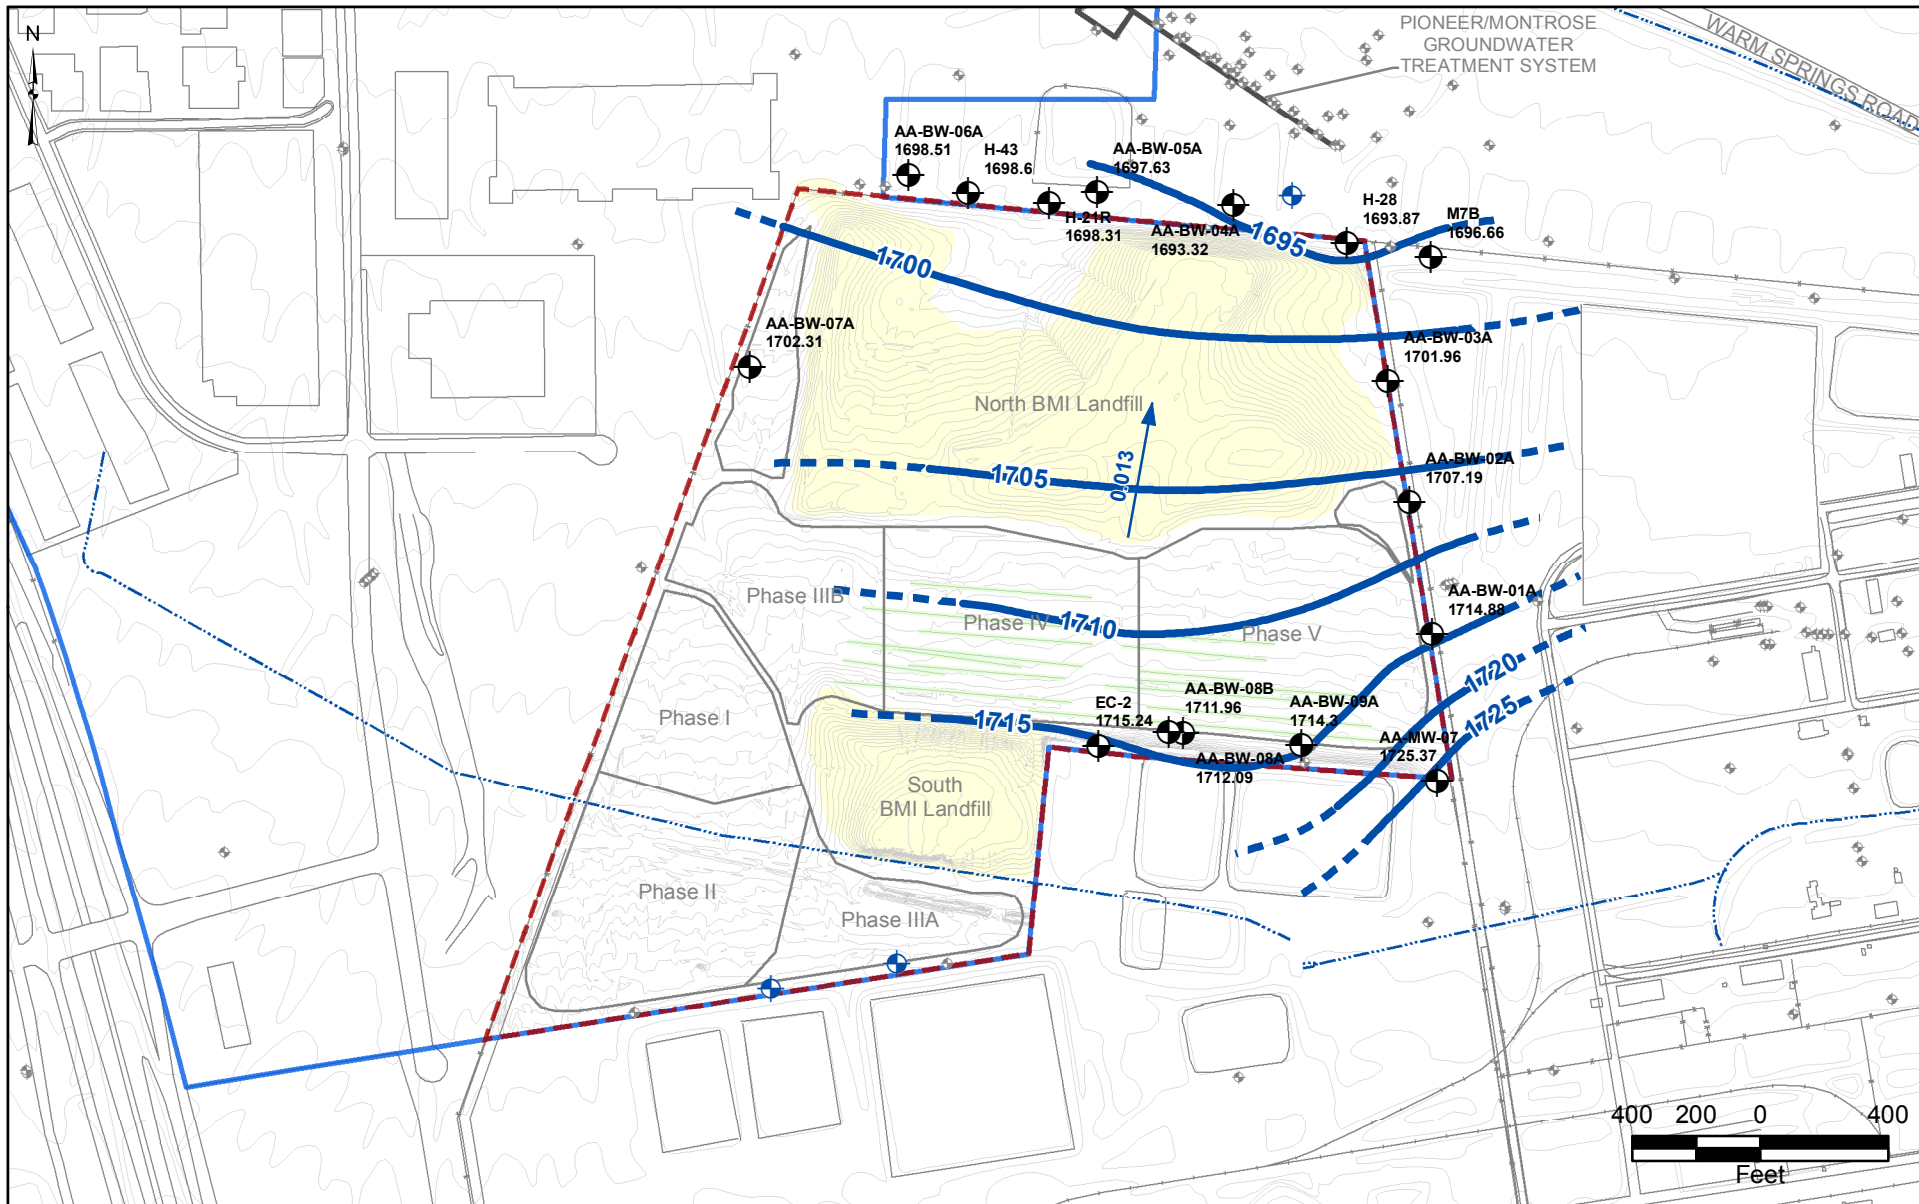 N
PIONEER/MONTROSE
GROUNDWATER
TREATMENT SYSTEM
WARM SPRINGS ROAD
AA-BW-06A
1698.51
H-43
1698.6
AA-BW-05A
1697.63
H-21R
1698.31
AA-BW-04A
1693.32
1695
H-28
1693.87
M7B
1696.66
1700
AA-BW-07A
1702.31
AA-BW-03A
1701.96
North BMI Landfill
0.013
1705
AA-BW-02A
1707.19
Phase IIIB
Phase IV
1710
Phase V
AA-BW-01A
1714.88
1720
1725
Phase I
1715
EC-2
1715.24
AA-BW-08B
1711.96
AA-BW-09A
1714.3
AA-BW-08A
1712.09
AA-MW-07
1725.37
South
BMI Landfill
Phase II
Phase IIIA
400 200 0 400
Feet